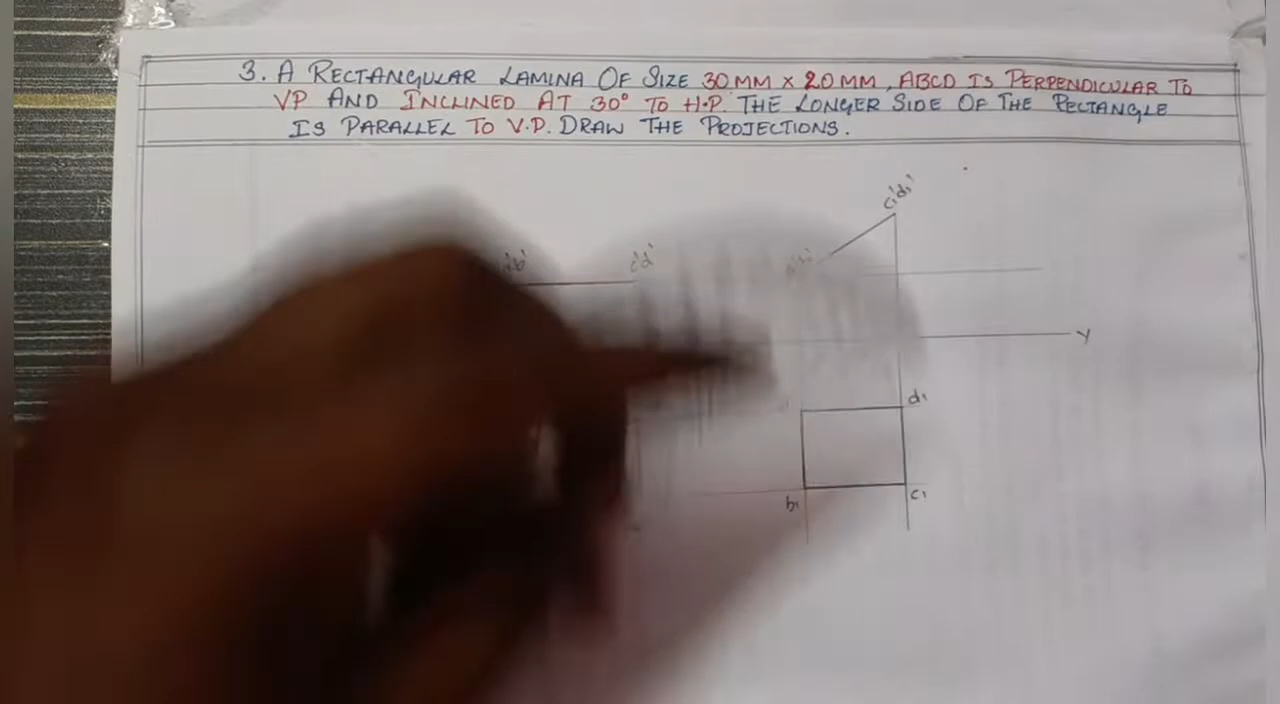 3. A RECTANGULAR LAMINA OF SIZE 30 MM × 20 MM, ABCD IS PERPENDICULAR TO
VP AND INCLINED AT 30° TO H.P. THE LONGER SIDE OF THE RECTANGLE
IS PARALLEL TO V.P. DRAW THE PROJECTIONS.
c₁'d₁'
c'd'
Y
d₁
b₁
c₁